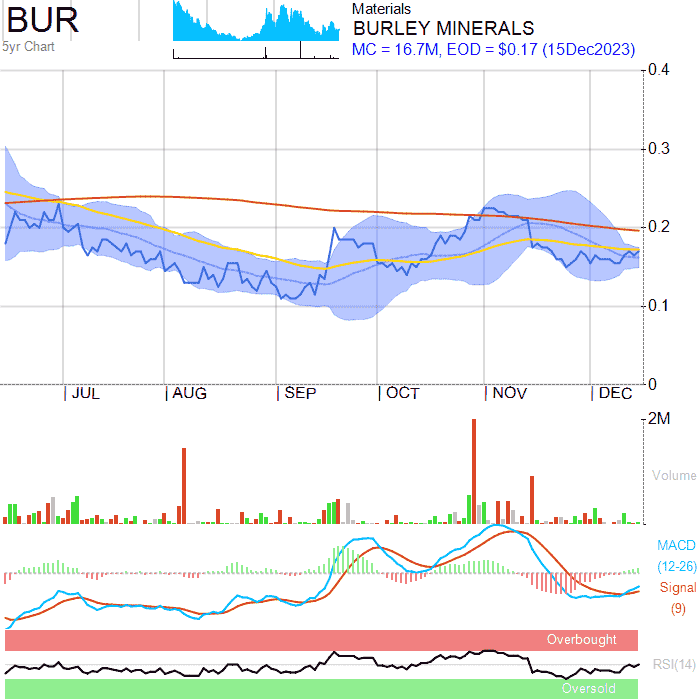 BUR
5yr Chart
Materials
BURLEY MINERALS
MC = 16.7M, EOD = $0.17 (15Dec2023)
0.4
0.3
0.2
0.1
0
JUL AUG SEP OCT NOV DEC
2M
Volume
MACD
(12-26)
Signal
(9)
Overbought
RSI(14)
Oversold